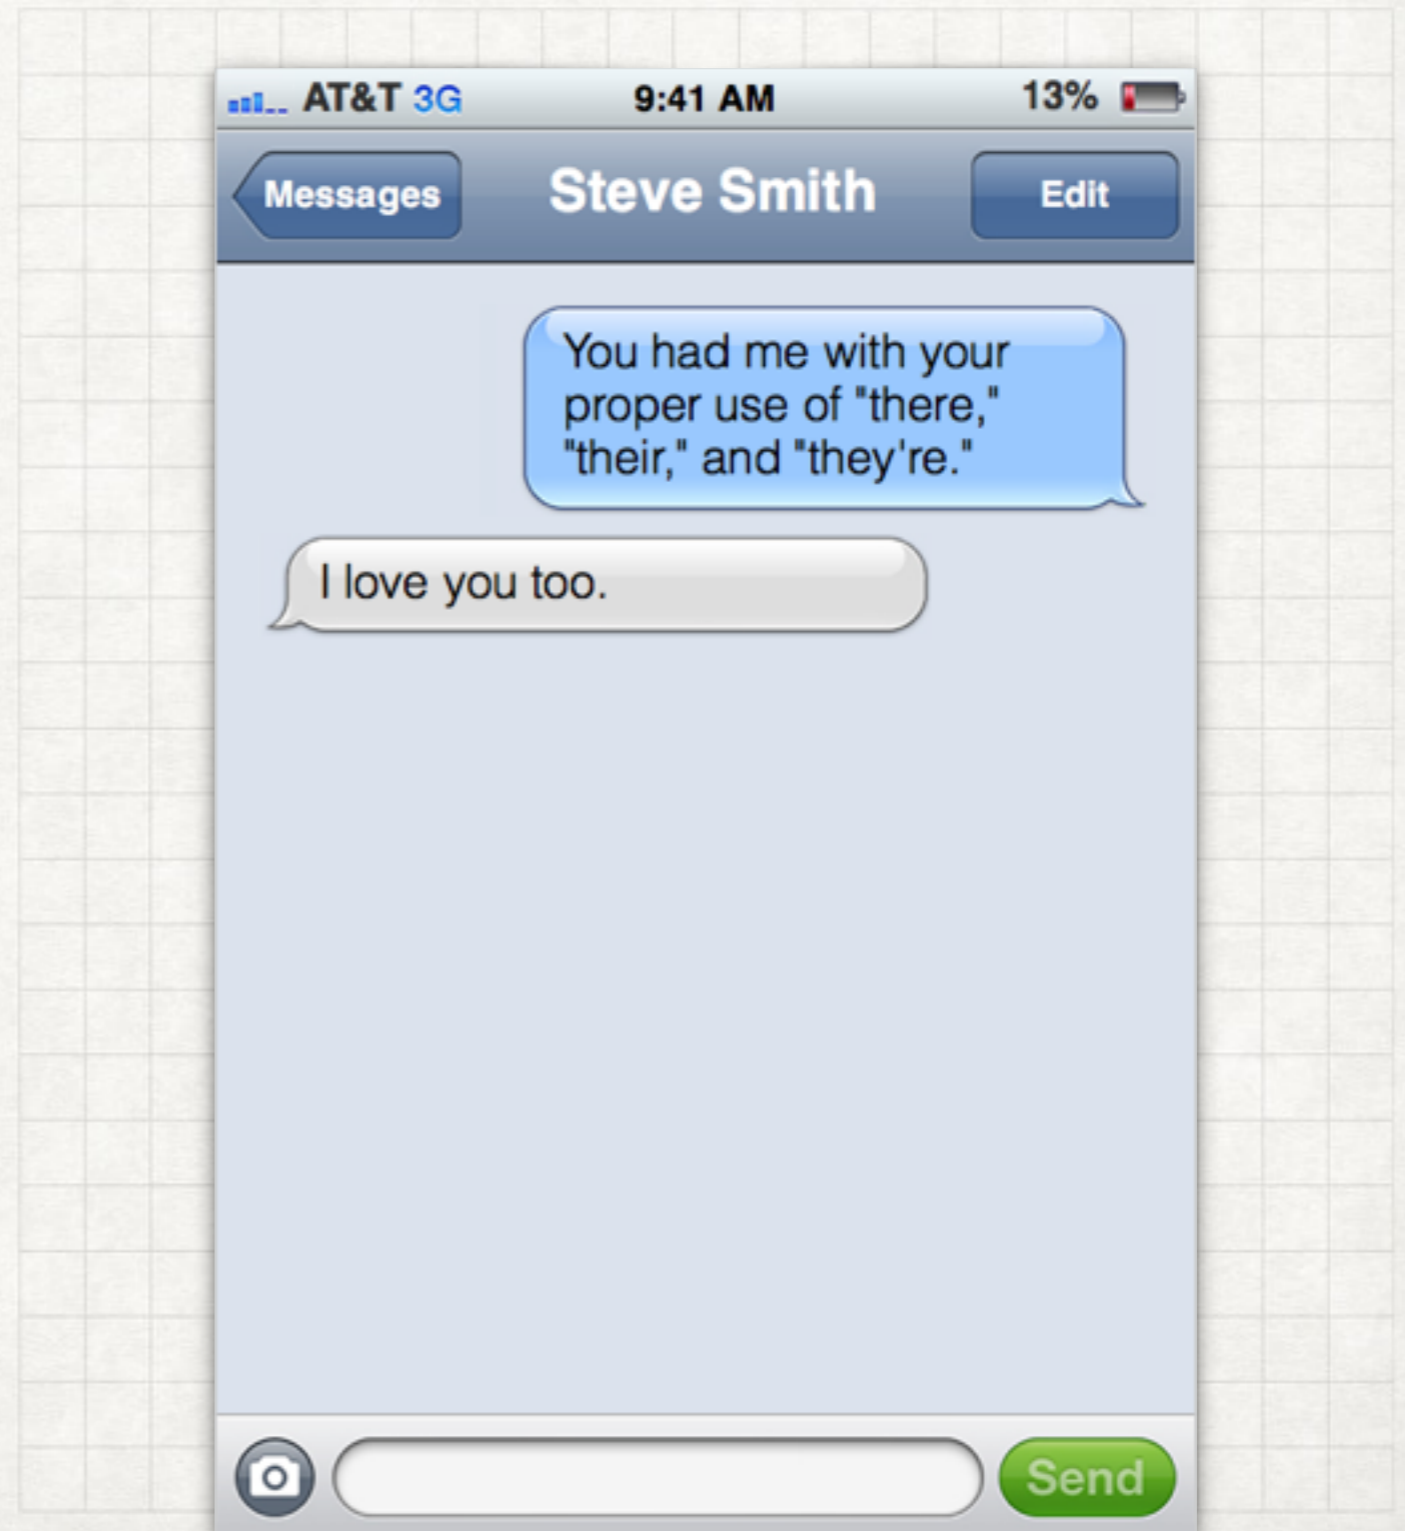 AT&T 3G 9:41 AM 13%
Messages Steve Smith Edit
You had me with your
proper use of "there,"
"their," and "they're."
I love you too.
Send